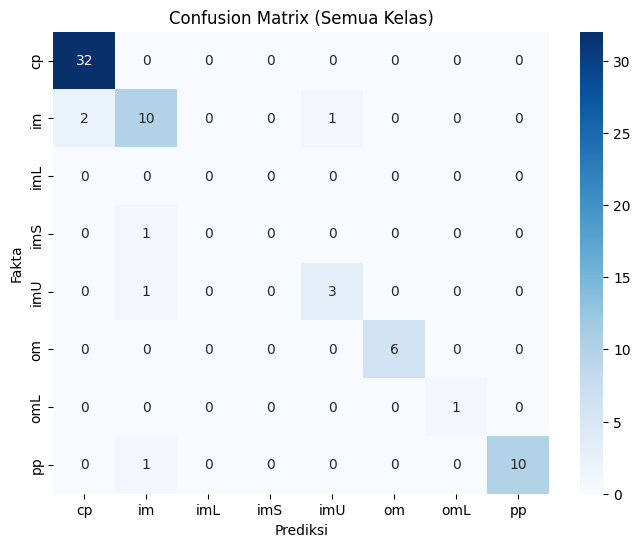 Confusion Matrix (Semua Kelas)
cp 32 0 0 0 0 0 0 0
im 2 10 0 0 1 0 0 0
imL 0 0 0 0 0 0 0 0
imS 0 1 0 0 0 0 0 0
imU 0 1 0 0 3 0 0 0
om 0 0 0 0 0 6 0 0
omL 0 0 0 0 0 0 1 0
pp 0 1 0 0 0 0 0 10
cp im imL imS imU om omL pp
Prediksi
Fakta
30
25
20
15
10
5
0